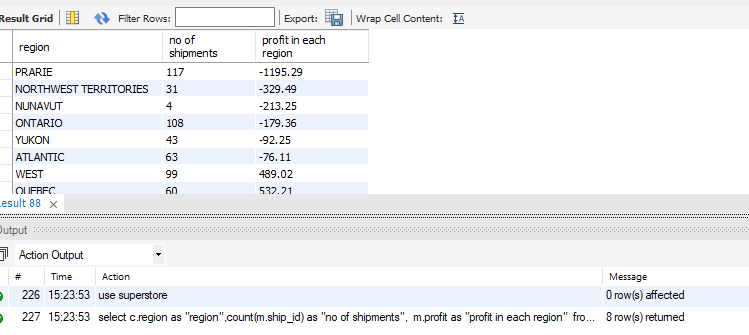 Result Grid Filter Rows: Export: Wrap Cell Content:
region no of shipments profit in each region
PRARIE 117 -1195.29
NORTHWEST TERRITORIES 31 -329.49
NUNAVUT 4 -213.25
ONTARIO 108 -179.36
YUKON 43 -92.25
ATLANTIC 63 -76.11
WEST 99 489.02
QUEBEC 60 532.21
esult 88 ×
utput
Action Output
# Time Action Message
226 15:23:53 use superstore 0 row(s) affected
227 15:23:53 select c.region as "region",count(m.ship_id) as "no of shipments", m.profit as "profit in each region" fro... 8 row(s) returned